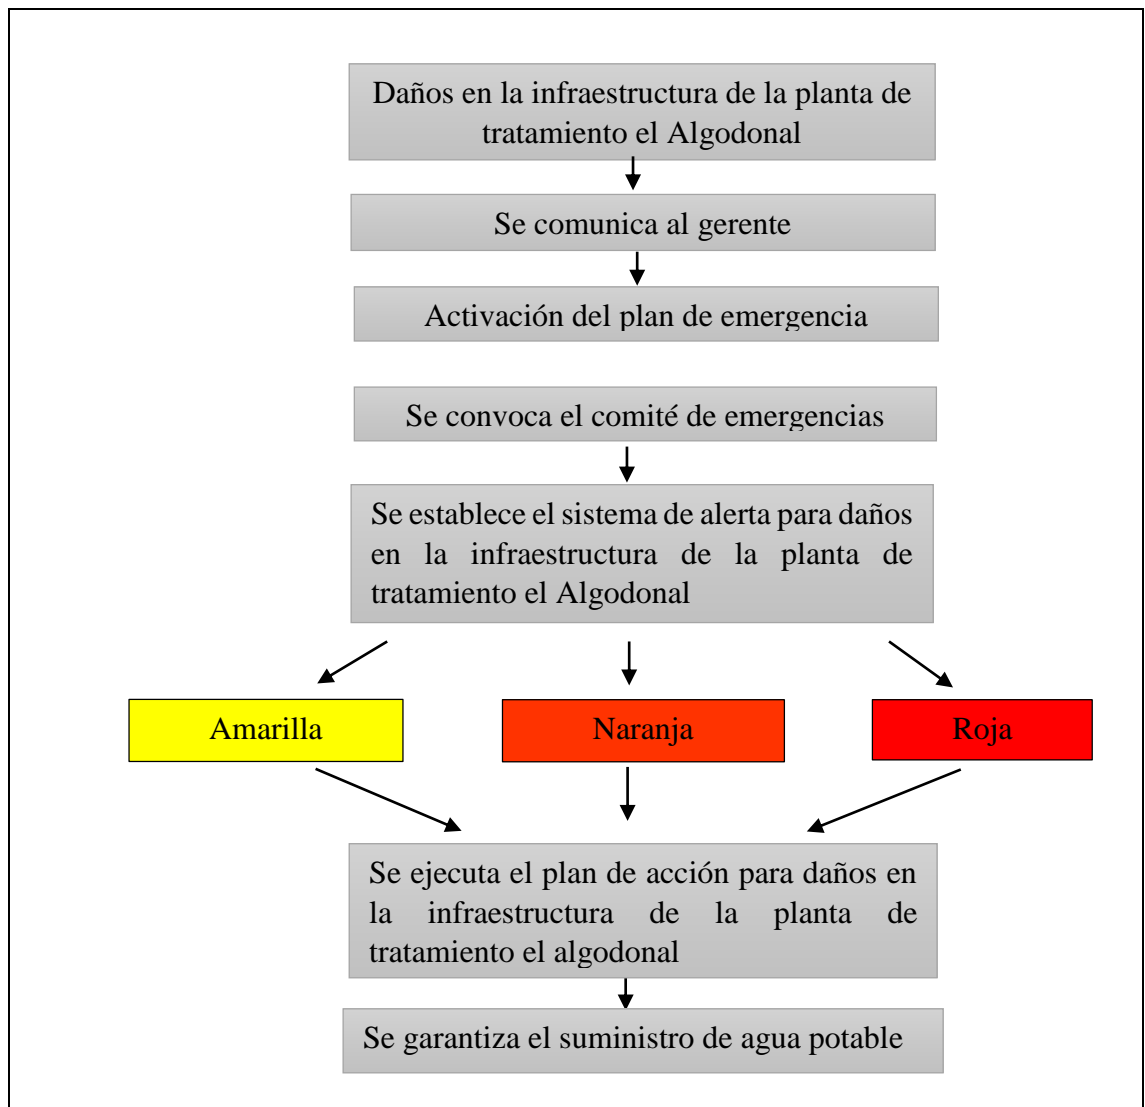 Daños en la infraestructura de la planta de
tratamiento el Algodonal
Se comunica al gerente
Activación del plan de emergencia
Se convoca el comité de emergencias
Se establece el sistema de alerta para daños
en la infraestructura de la planta de
tratamiento el Algodonal
Amarilla
Naranja
Roja
Se ejecuta el plan de acción para daños en
la infraestructura de la planta de
tratamiento el algodonal
Se garantiza el suministro de agua potable